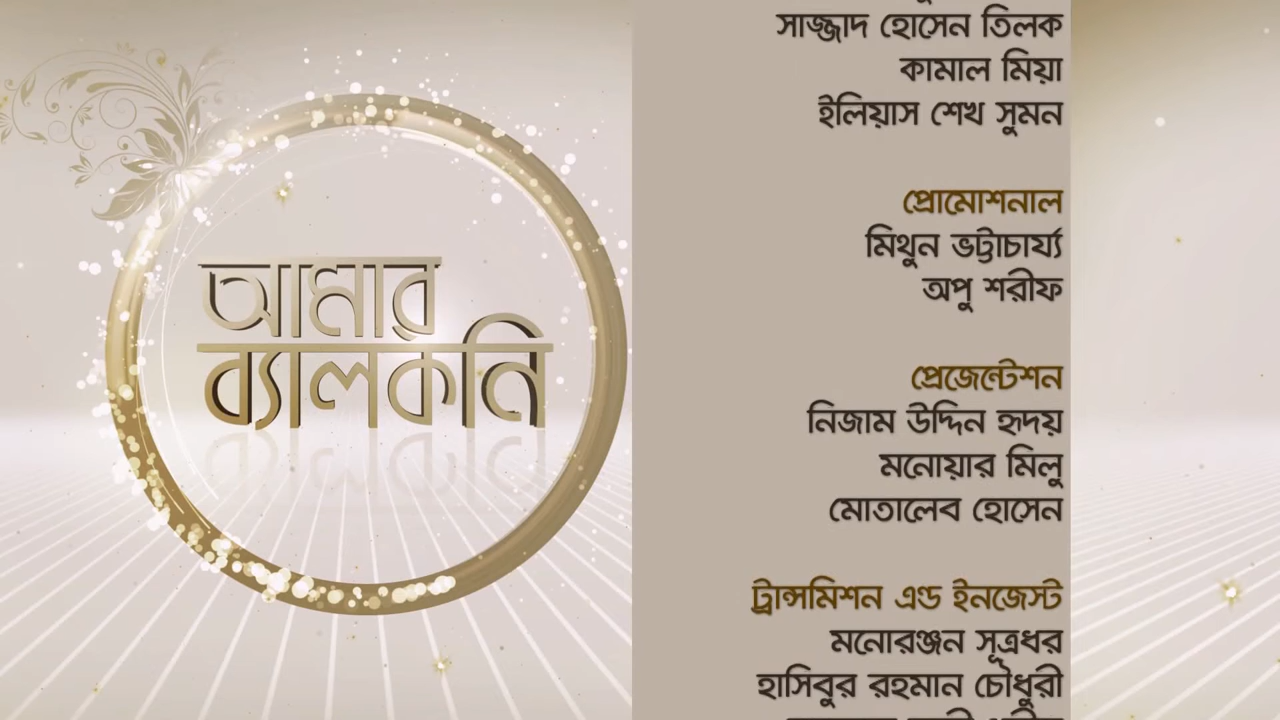 আমার
ব্যালকনি
সাজ্জাদ হোসেন তিলক
কামাল মিয়া
ইলিয়াস শেখ সুমন
প্রোমোশনাল
মিথুন ভট্টাচার্য্য
অপু শরীফ
প্রেজেন্টেশন
নিজাম উদ্দিন হৃদয়
মনোয়ার মিলু
মোতালেব হোসেন
ট্রান্সমিশন এণ্ড ইনজেস্ট
মনোরঞ্জন সূত্রধর
হাসিবুর রহমান চৌধুরী